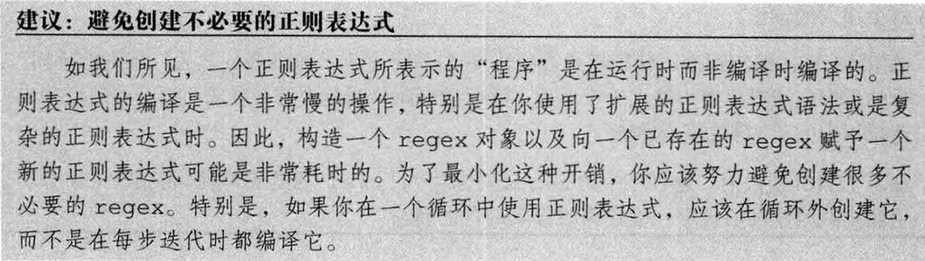 建议：避免创建不必要的正则表达式
如我们所见，一个正则表达式所表示的“程序”是在运行时而非编译时编译的。正
则表达式的编译是一个非常慢的操作，特别是在你使用了扩展的正则表达式语法或是复
杂的正则表达式时。因此，构造一个 regex 对象以及向一个已存在的 regex 赋予一个
新的正则表达式可能是非常耗时的。为了最小化这种开销，你应该努力避免创建很多不
必要的 regex。特别是，如果你在一个循环中使用正则表达式，应该在循环外创建它，
而不是在每步迭代时都编译它。